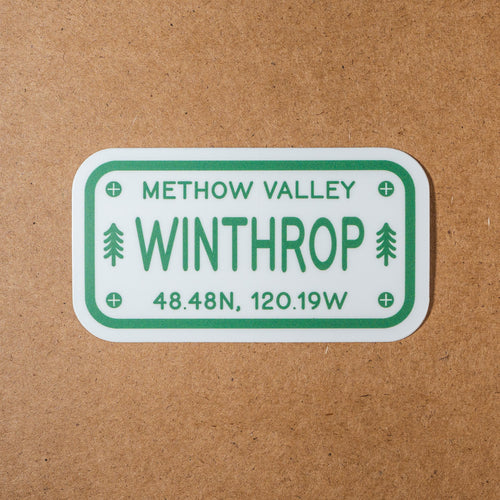 METHOW VALLEY
WINTHROP
48.48N, 120.19W